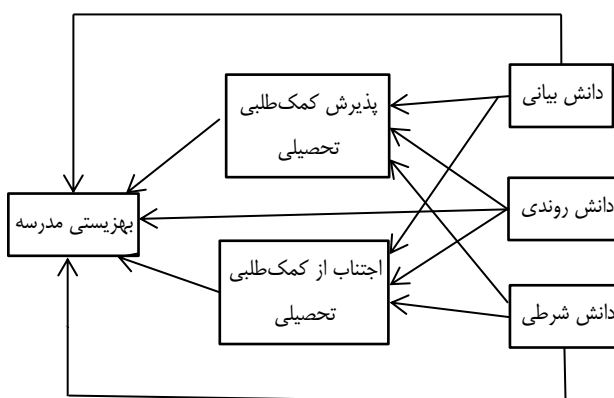 دانش بیانی
پذیرش کمک‌طلبی
تحصیلی
دانش روندی
بهزیستی مدرسه
اجتناب از کمک‌طلبی
تحصیلی
دانش شرطی